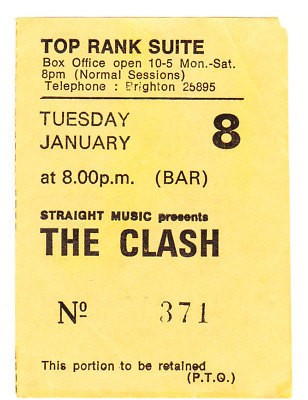 TOP RANK SUITE
Box Office open 10-5 Mon.-Sat.
8pm (Normal Sessions)
Telephone : Brighton 25895
TUESDAY 8
JANUARY
at 8.00p.m. (BAR)
STRAIGHT MUSIC presents
THE CLASH
Nº 371
This portion to be retained
(P.T.O.)